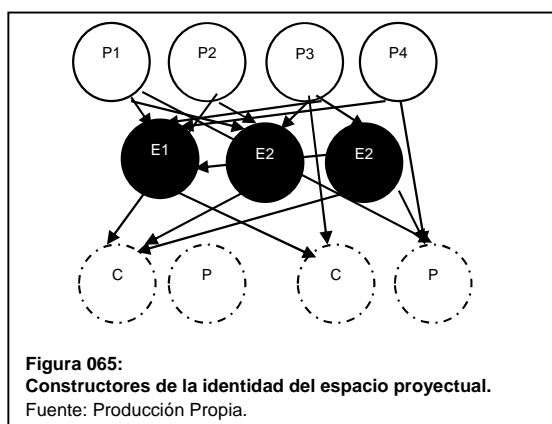 P1 P2 P3 P4
E1 E2 E2
C P C P
Figura 065:
Constructores de la identidad del espacio proyectual.
Fuente: Producción Propia.